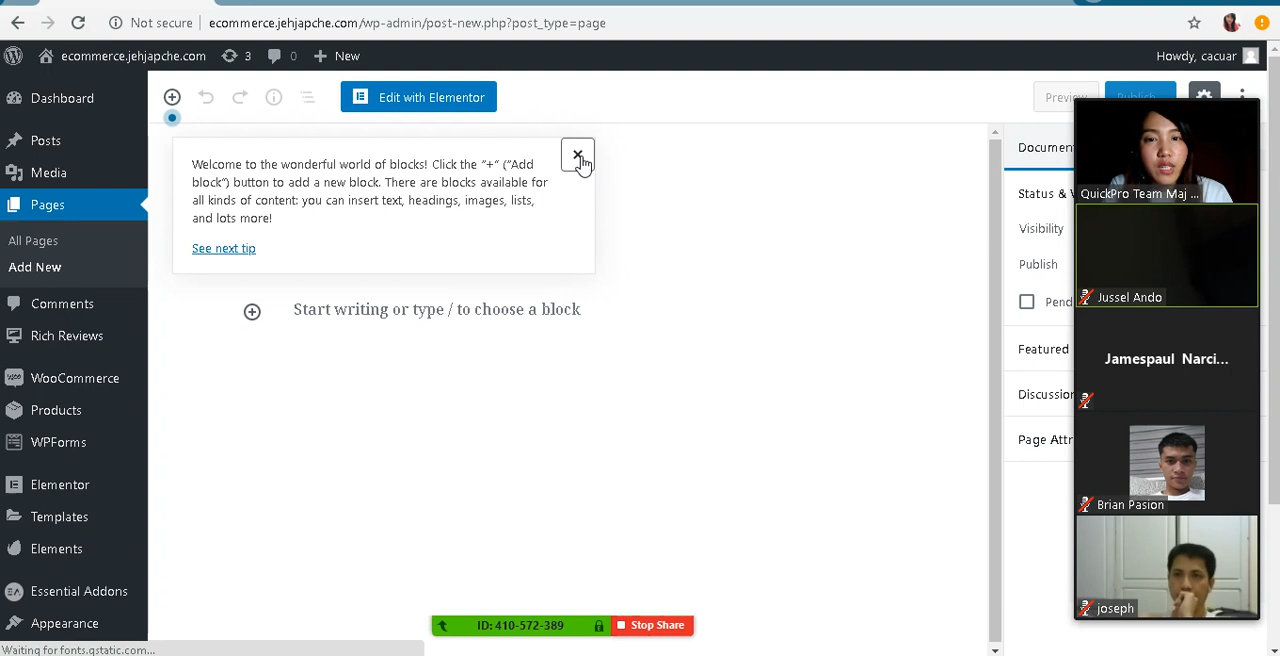 Not secure
ecommerce.jehjapche.com/wp-admin/post-new.php?post_type=page
ecommerce.jehjapche.com
3
0
New
Howdy, cacuar
Dashboard
Posts
Media
Pages
All Pages
Add New
Comments
Rich Reviews
WooCommerce
Products
WPForms
Elementor
Templates
Elements
Essential Addons
Appearance
Edit with Elementor
Preview
Publish
Welcome to the wonderful world of blocks! Click the “+” (“Add
block”) button to add a new block. There are blocks available for
all kinds of content: you can insert text, headings, images, lists,
and lots more!
See next tip
Start writing or type / to choose a block
Document
Status & V
Visibility
Publish
Pend
Featured
Discussion
Page Attr
QuickPro Team Maj ...
Jussel Ando
Jamespaul Narci...
Brian Pasion
joseph
ID: 410-572-389
Stop Share
Waiting for fonts.gstatic.com...